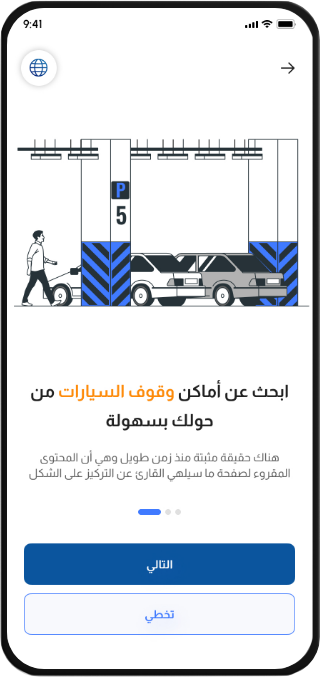 9:41
P
5
ابحث عن أماكن وقوف السيارات من
حولك بسهولة
هناك حقيقة مثبتة منذ زمن طويل وهي أن المحتوى
المقروء لصفحة ما سيلهي القارئ عن التركيز على الشكل
التالي
تخطي